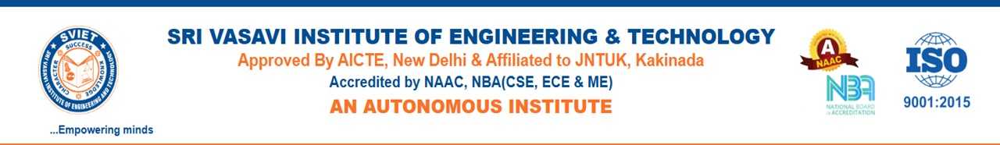 SVIET
SRI VASAVI INSTITUTE OF ENGINEERING AND TECHNOLOGY
SUCCESS
CHARACTER
KNOWLEDGE
...Empowering minds
SRI VASAVI INSTITUTE OF ENGINEERING & TECHNOLOGY
Approved By AICTE, New Delhi & Affiliated to JNTUK, Kakinada
Accredited by NAAC, NBA(CSE, ECE & ME)
AN AUTONOMOUS INSTITUTE
A
NAAC
NBA
NATIONAL BOARD
OF ACCREDITATION
ISO
9001:2015